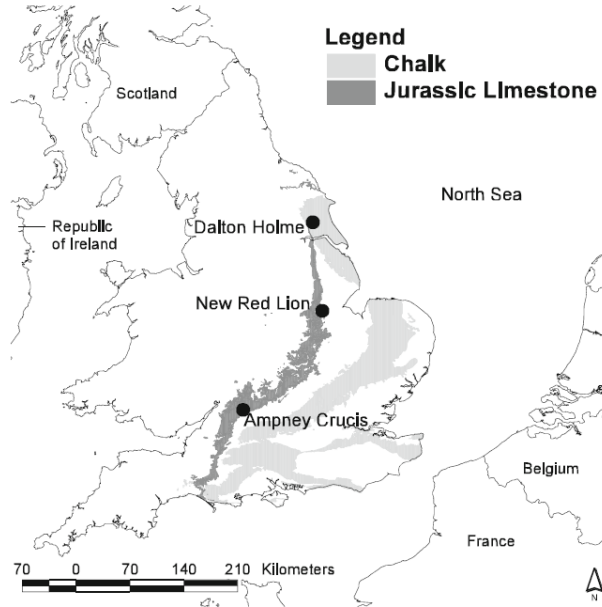 Legend
Chalk
Jurassic Limestone
Scotland
North Sea
Dalton Holme
Republic
of Ireland
New Red Lion
Ampney Crucis
Belgium
France
70 0 70 140 210 Kilometers
N